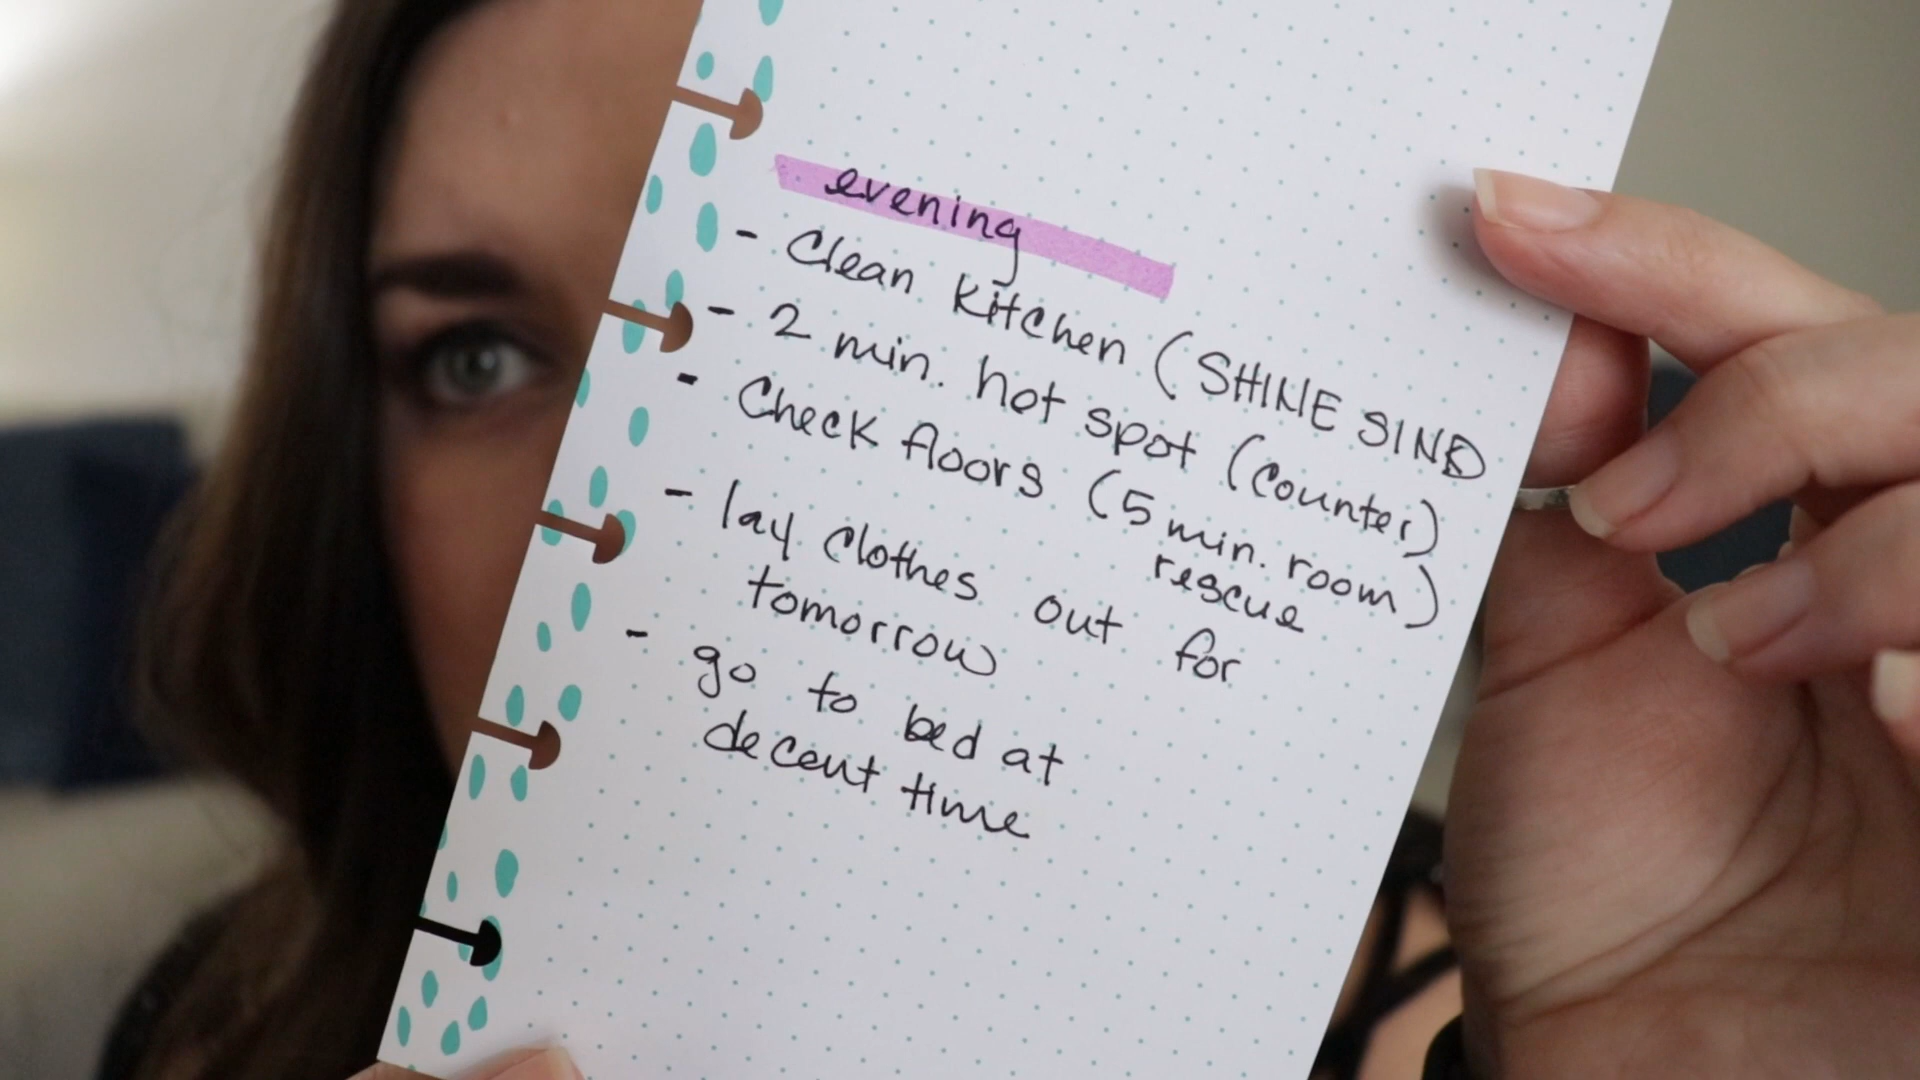 evening
- Clean kitchen (SHINE SINK)
- 2 min. hot spot (counter)
- Check floors (5 min. room
rescue)
- lay clothes out for
tomorrow
- go to bed at
decent time